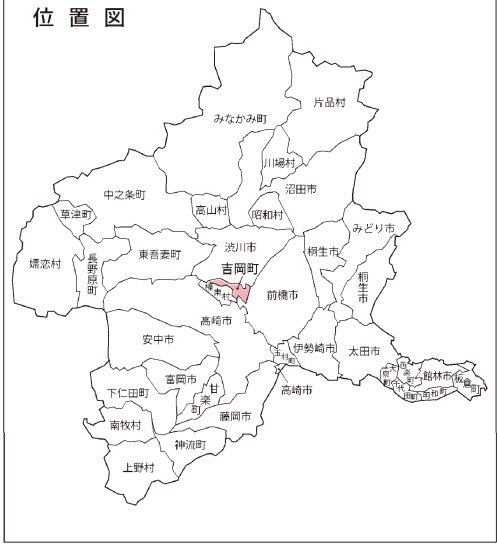 位置図
みなかみ町
片品村
川場村
沼田市
中之条町
高山村
昭和村
草津町
みどり市
嬬恋村
長野原町
東吾妻町
渋川市
桐生市
吉岡町
榛東村
前橋市
桐生市
高崎市
安中市
玉村町
伊勢崎市
太田市
富岡市
甘楽町
高崎市
下仁田町
藤岡市
邑楽町
館林市
板倉町
大泉町
千代田町
明和町
南牧村
神流町
上野村